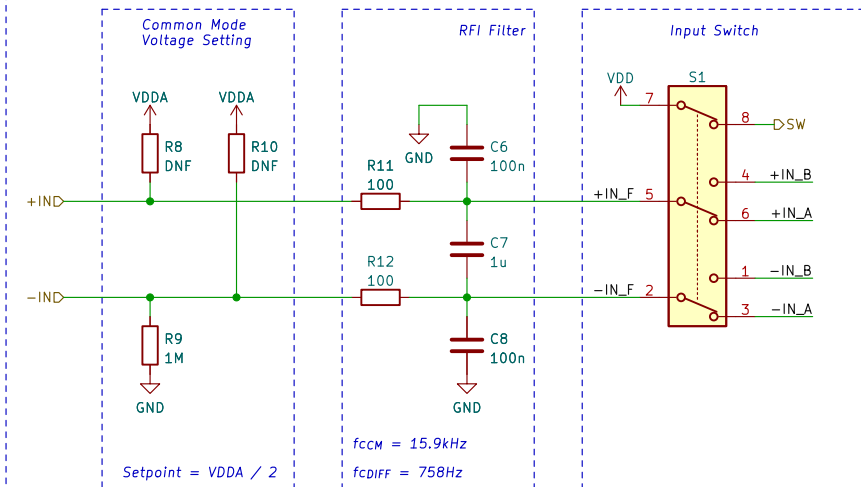 Common Mode
Voltage Setting
RFI Filter
Input Switch
VDDA
VDDA
VDD
S1
7
8
SW
R8
DNF
R10
DNF
GND
C6
100n
R11
100
4
+IN_B
+IN
+IN_F
5
6
+IN_A
C7
1u
R12
100
1
-IN_B
-IN
-IN_F
2
3
-IN_A
R9
1M
C8
100n
GND
GND
fcCM = 15.9kHz
Setpoint = VDDA / 2
fcDIFF = 758Hz